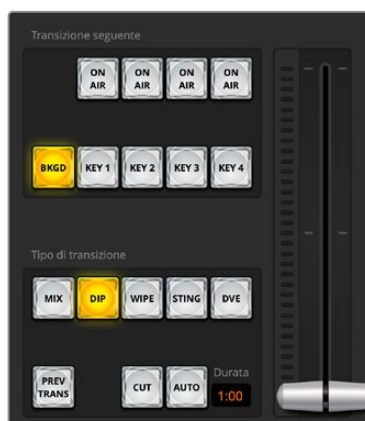 Transizione seguente
ON AIR ON AIR ON AIR ON AIR
BKGD KEY 1 KEY 2 KEY 3 KEY 4
Tipo di transizione
MIX DIP WIPE STING DVE
Durata
PREV TRANS CUT AUTO 1:00